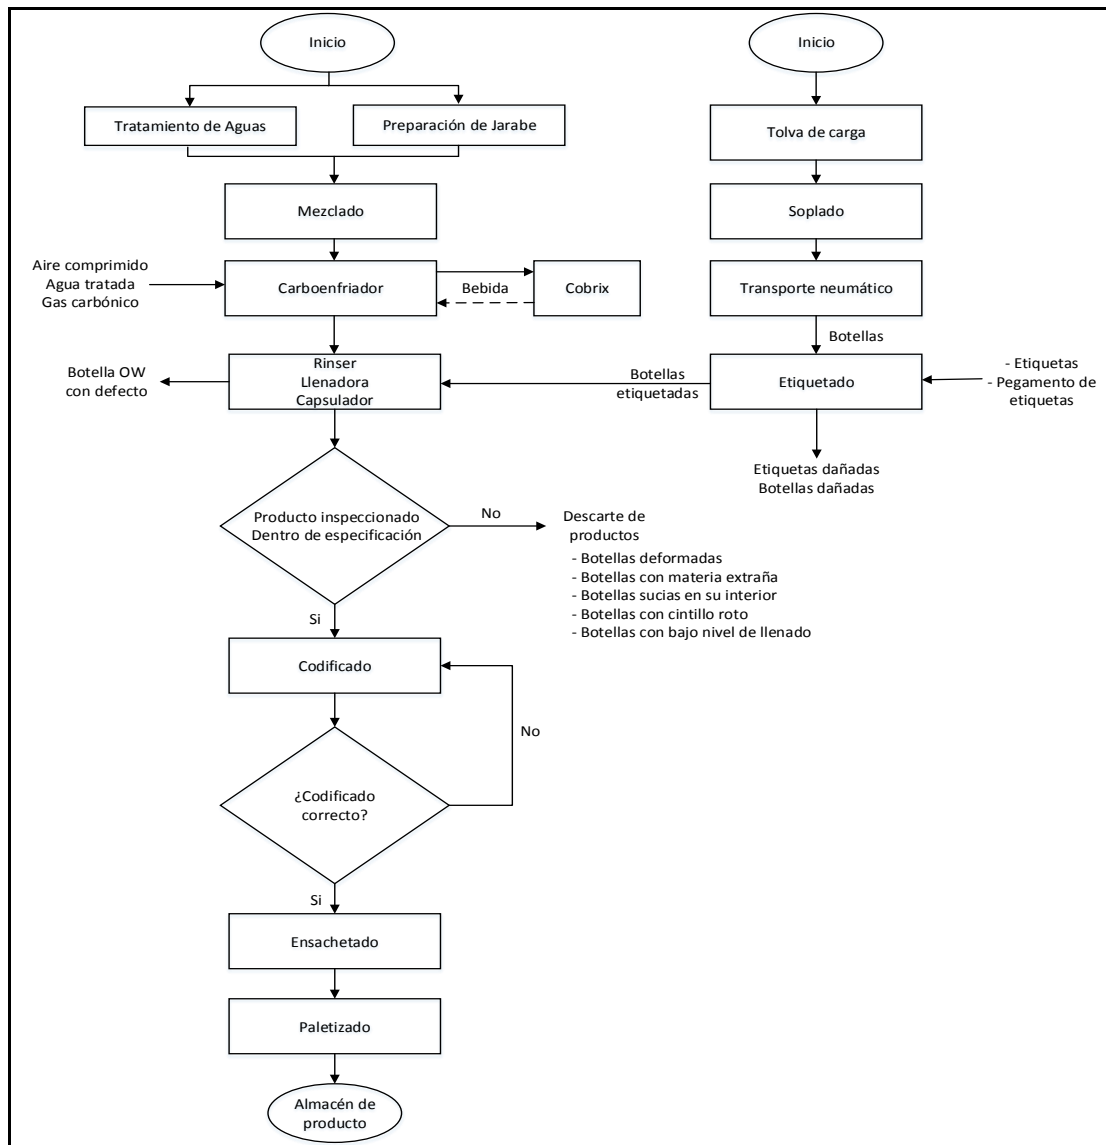 Inicio
Inicio
Tratamiento de Aguas
Preparación de Jarabe
Tolva de carga
Mezclado
Soplado
Aire comprimido
Agua tratada
Gas carbónico
Carboenfriador
Bebida
Cobrix
Transporte neumático
Botellas
Botella OW
con defecto
Rinser
Llenadora
Capsulador
Botellas
etiquetadas
Etiquetado
- Etiquetas
- Pegamento de
etiquetas
Etiquetas dañadas
Botellas dañadas
Producto inspeccionado
Dentro de especificación
No
Descarte de
productos
- Botellas deformadas
- Botellas con materia extraña
- Botellas sucias en su interior
- Botellas con cintillo roto
- Botellas con bajo nivel de llenado
Si
Codificado
No
¿Codificado
correcto?
Si
Ensachetado
Paletizado
Almacén de
producto